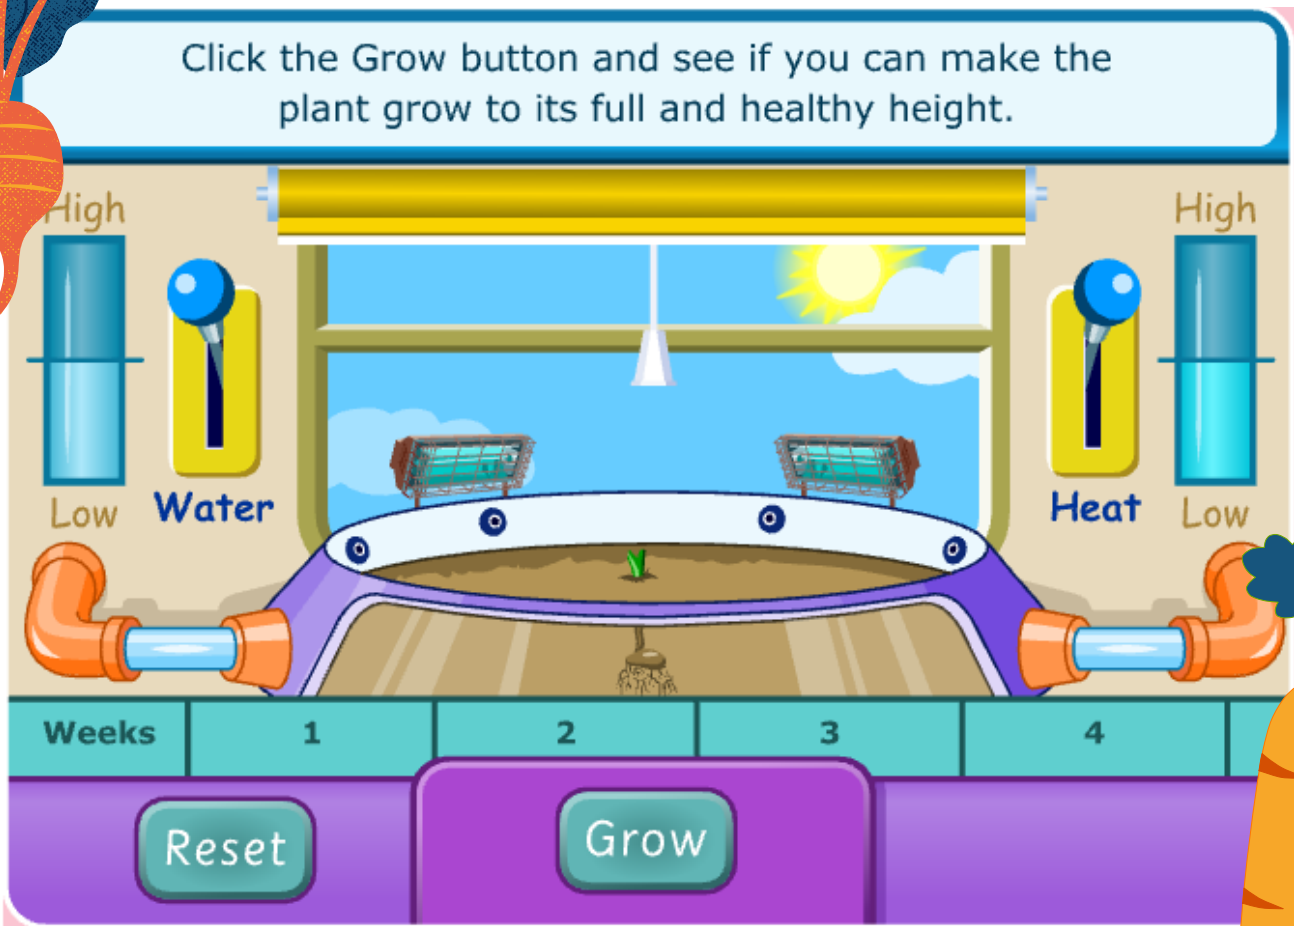 Click the Grow button and see if you can make the
plant grow to its full and healthy height.
High
High
Low
Water
Heat
Low
Weeks
1
2
3
4
Reset
Grow